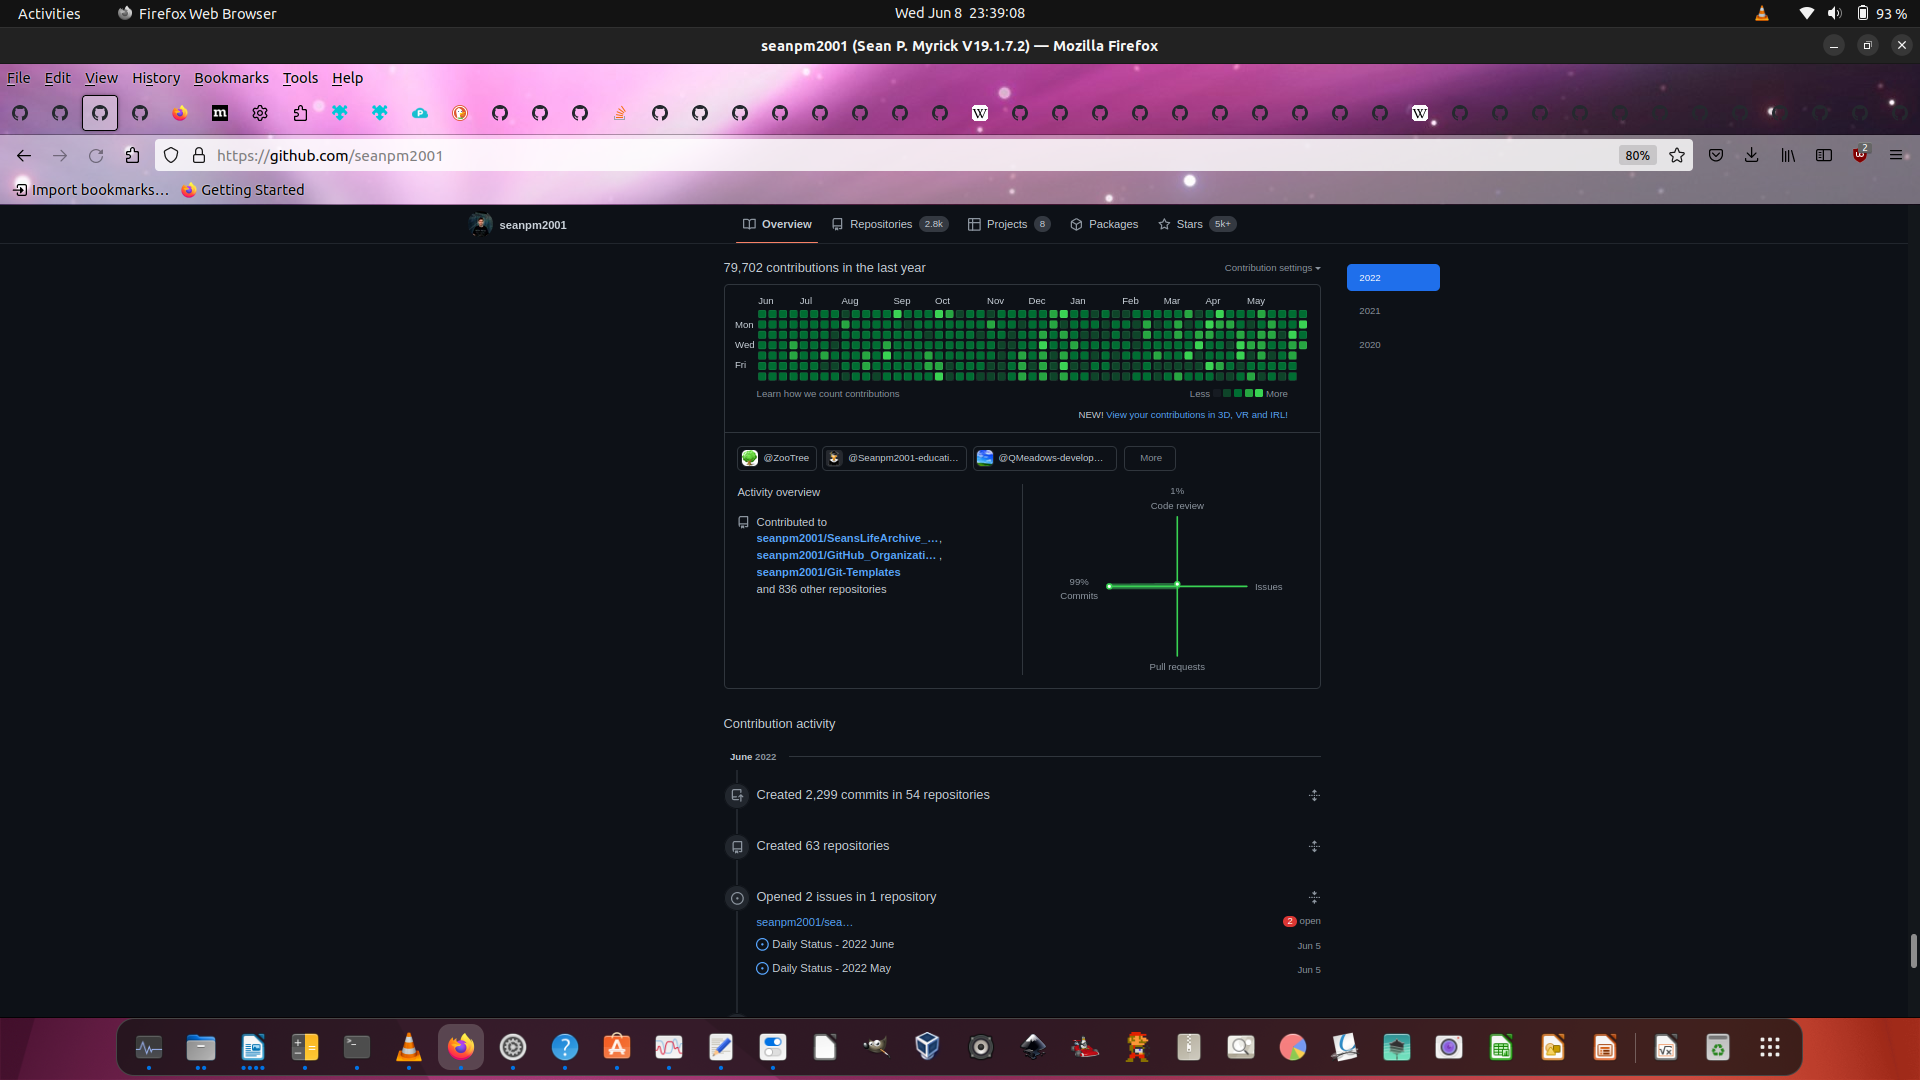 Activities Firefox Web Browser Wed Jun 8 23:39:08 93 %
seanpm2001 (Sean P. Myrick V19.1.7.2) — Mozilla Firefox
File Edit View History Bookmarks Tools Help
https://github.com/seanpm2001 80% 2
Import bookmarks… Getting Started
seanpm2001 Overview Repositories 2.8k Projects 8 Packages Stars 5k+
79,702 contributions in the last year Contribution settings
2022
2021
2020
Jun Jul Aug Sep Oct Nov Dec Jan Feb Mar Apr May
Mon
Wed
Fri
Learn how we count contributions Less More
NEW! View your contributions in 3D, VR and IRL!
@ZooTree @Seanpm2001-educati… @QMeadows-develop… More
Activity overview
Contributed to
seanpm2001/SeansLifeArchive_…,
seanpm2001/GitHub_Organizati… ,
seanpm2001/Git-Templates
and 836 other repositories
1%
Code review
99%
Commits
Issues
Pull requests
Contribution activity
June 2022
Created 2,299 commits in 54 repositories
Created 63 repositories
Opened 2 issues in 1 repository
seanpm2001/sea… 2 open
Daily Status - 2022 June Jun 5
Daily Status - 2022 May Jun 5